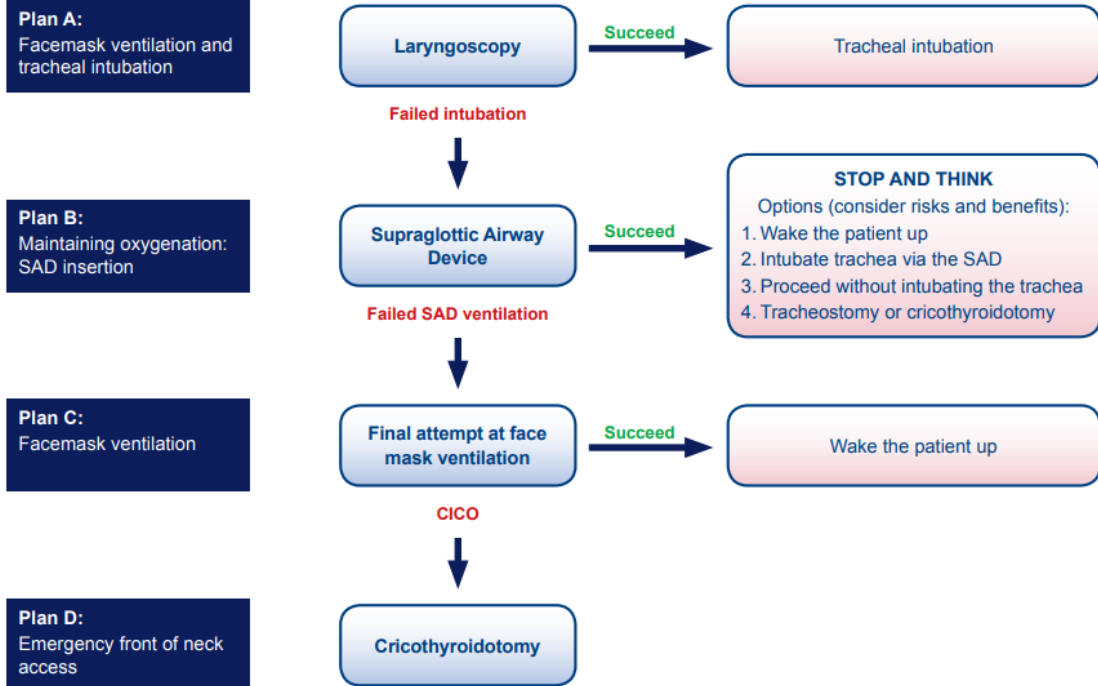 Plan A:
Facemask ventilation and
tracheal intubation
Laryngoscopy
Succeed
Tracheal intubation
Failed intubation
Plan B:
Maintaining oxygenation:
SAD insertion
Supraglottic Airway
Device
Succeed
STOP AND THINK
Options (consider risks and benefits):
1. Wake the patient up
2. Intubate trachea via the SAD
3. Proceed without intubating the trachea
4. Tracheostomy or cricothyroidotomy
Failed SAD ventilation
Plan C:
Facemask ventilation
Final attempt at face
mask ventilation
Succeed
Wake the patient up
CICO
Plan D:
Emergency front of neck
access
Cricothyroidotomy